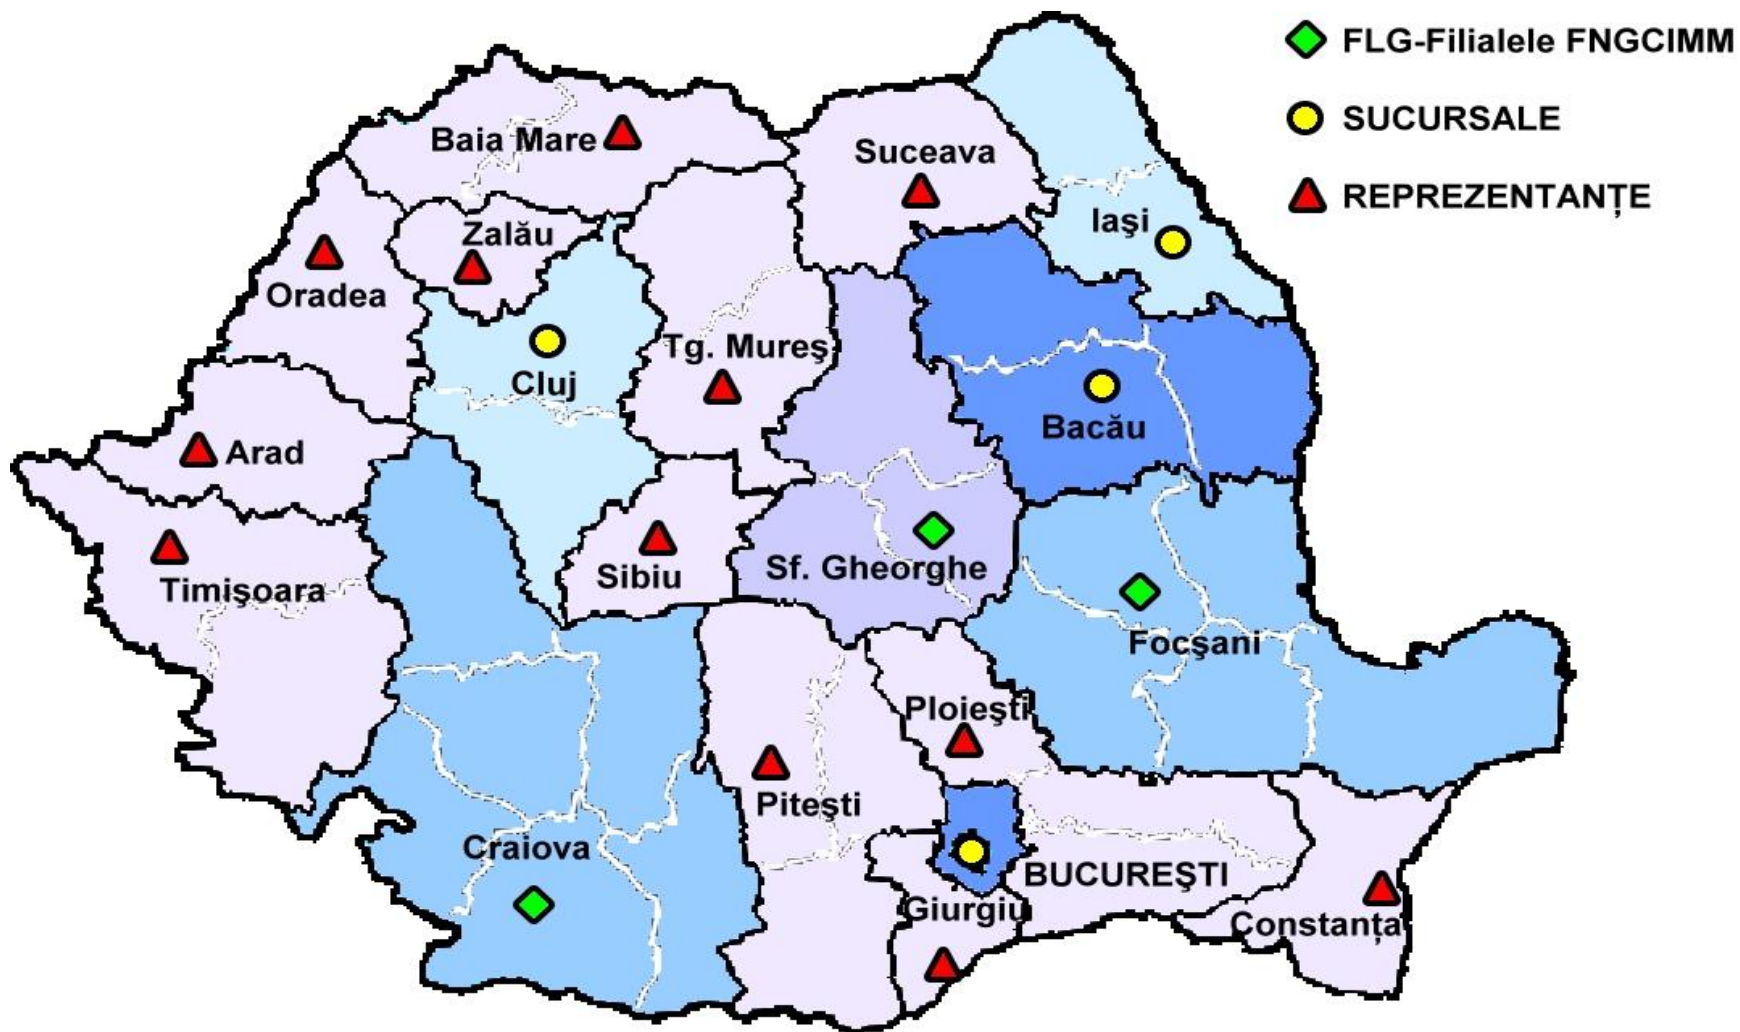 FLG-Filialele FNGCIMM
SUCURSALE
REPREZENTANȚE
Baia Mare
Suceava
Iaşi
Zalău
Oradea
Tg. Mureş
Cluj
Bacău
Arad
Sf. Gheorghe
Sibiu
Timişoara
Focşani
Ploieşti
Piteşti
Craiova
BUCUREŞTI
Giurgiu
Constanţa